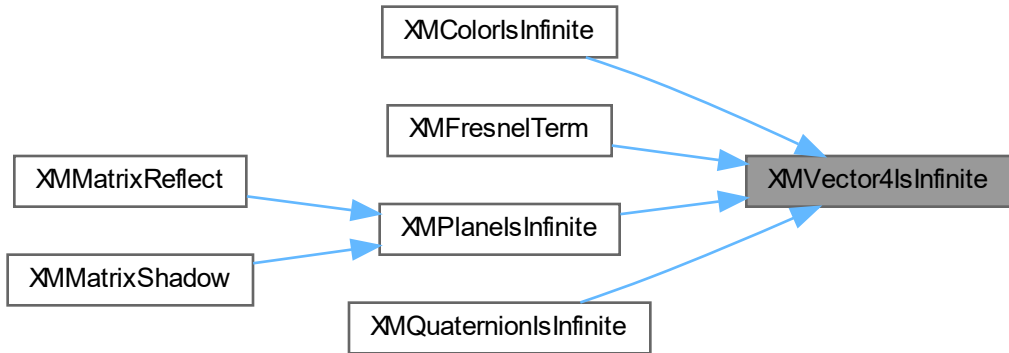 XMColorIsInfinite
XMFresnelTerm
XMMatrixReflect
XMVector4IsInfinite
XMPlaneIsInfinite
XMMatrixShadow
XMQuaternionIsInfinite